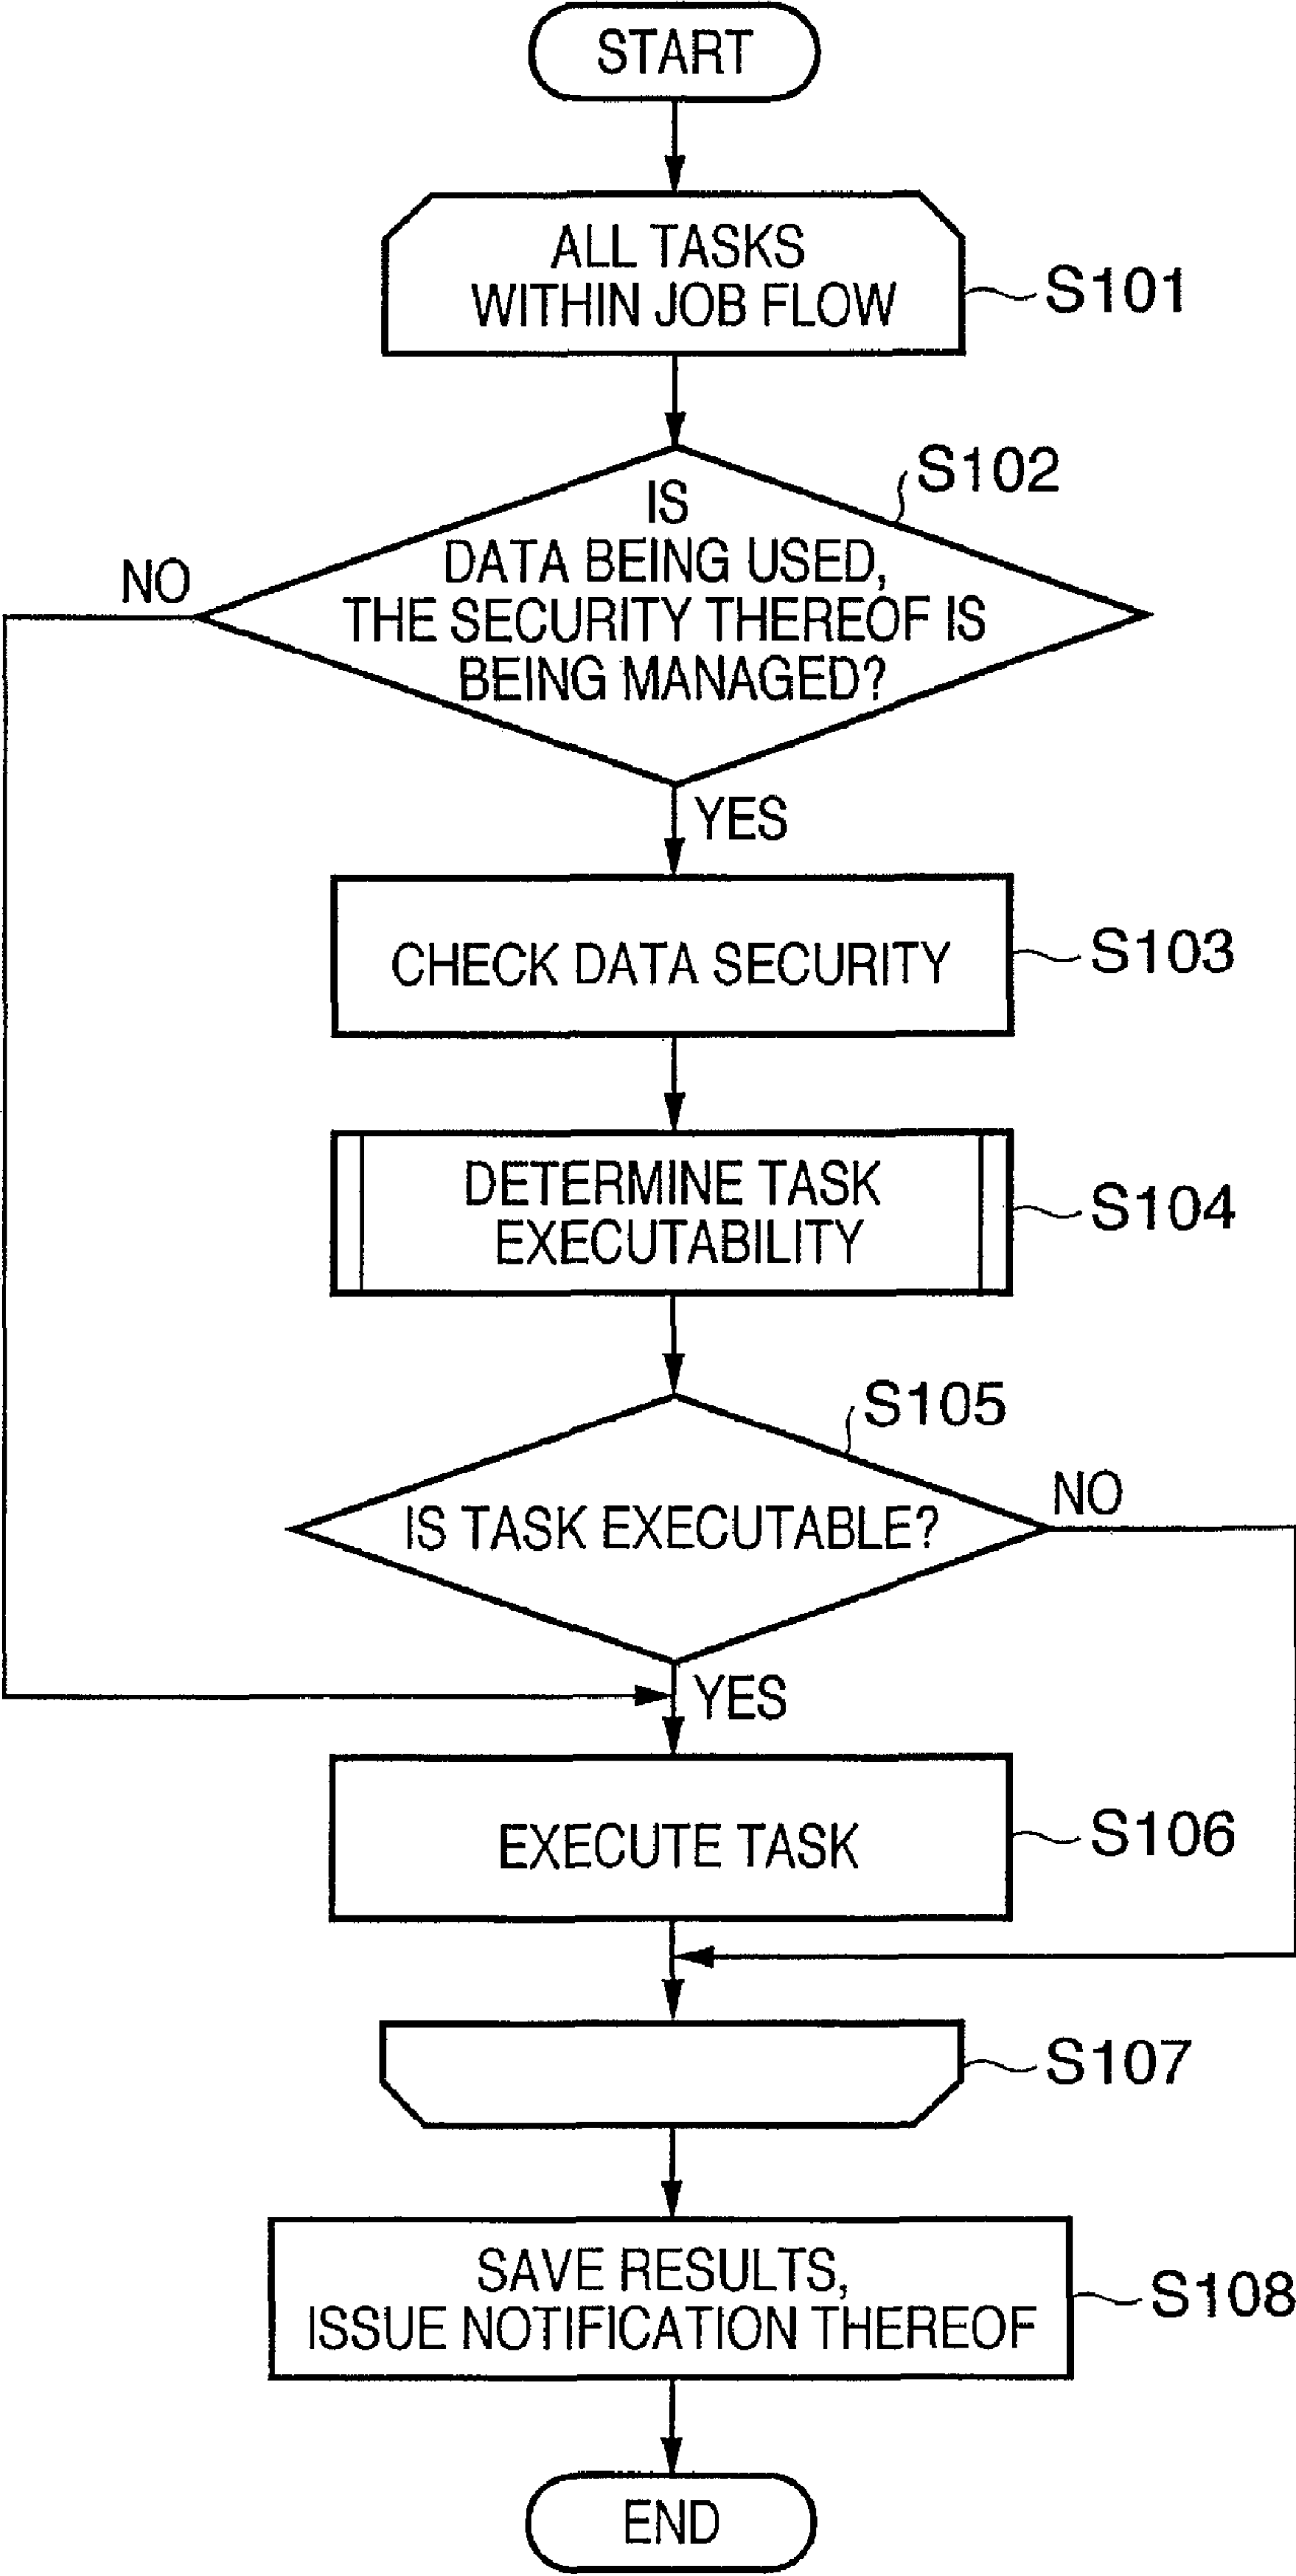 START
ALL TASKS
WITHIN JOB FLOW
S101
S102
IS
DATA BEING USED,
THE SECURITY THEREOF IS
BEING MANAGED?
NO
YES
CHECK DATA SECURITY
S103
DETERMINE TASK
EXECUTABILITY
S104
S105
IS TASK EXECUTABLE?
NO
YES
EXECUTE TASK
S106
S107
SAVE RESULTS,
ISSUE NOTIFICATION THEREOF
S108
END